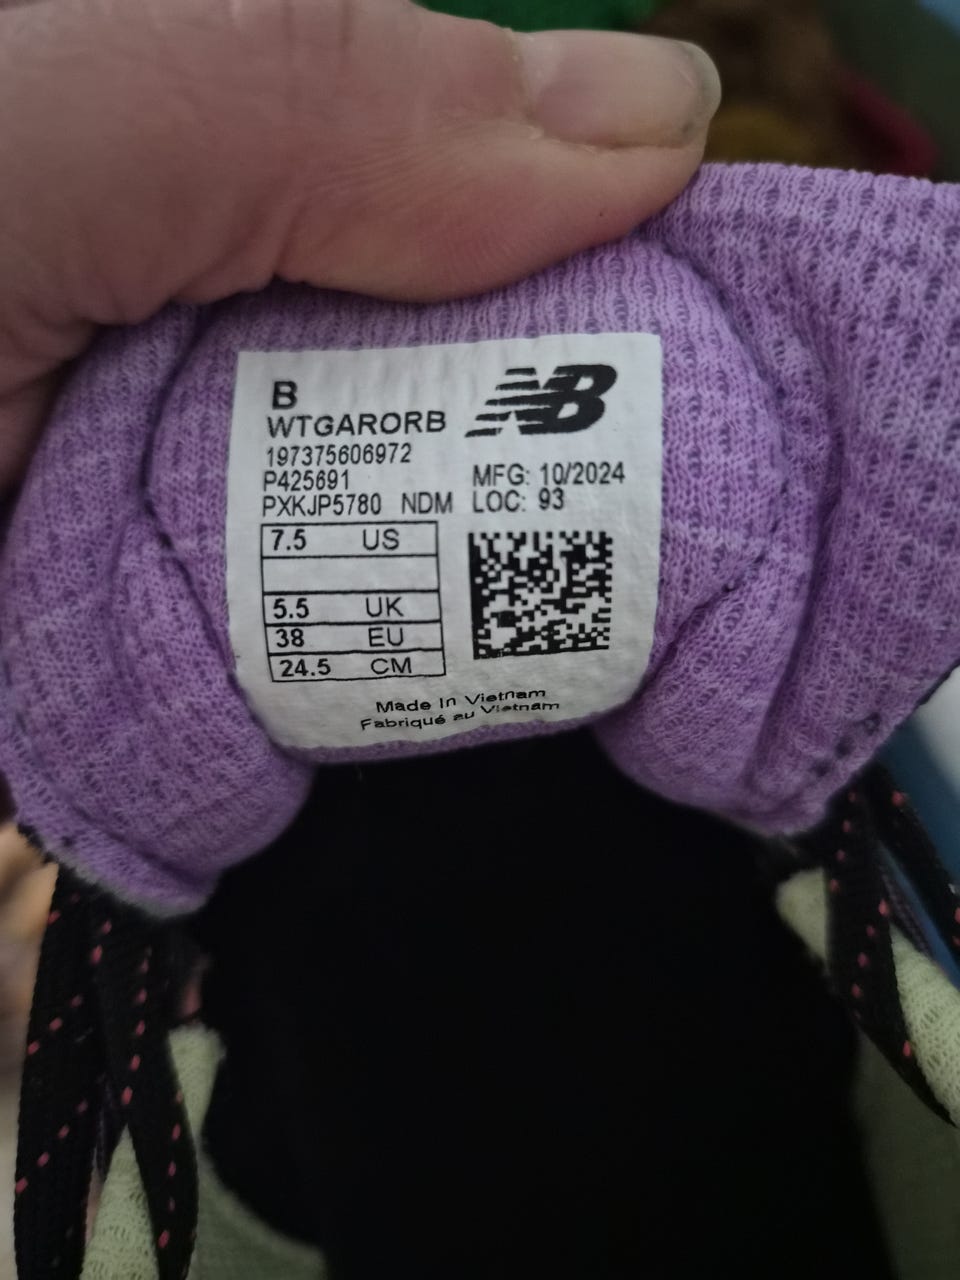 B
WTGARORB
197375606972
P425691
PXKJP5780 NDM
NB
MFG: 10/2024
LOC: 93
7.5 US
5.5 UK
38 EU
24.5 CM
Made In Vietnam
Fabriqué au Vietnam